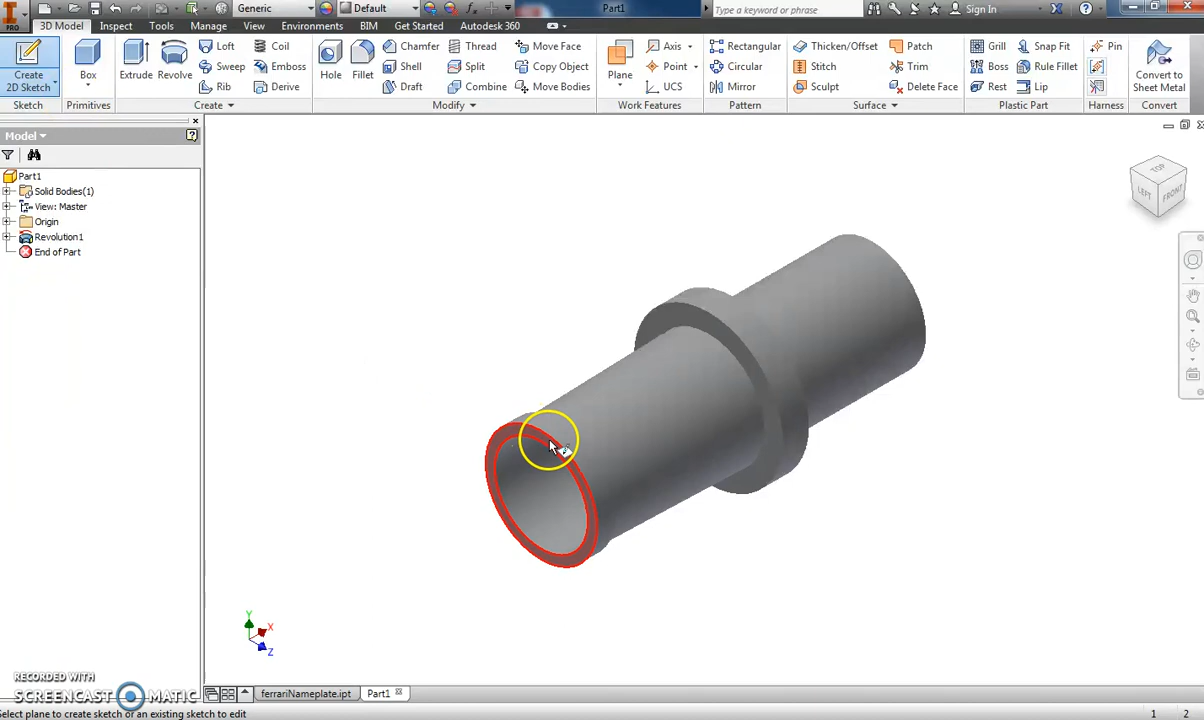 PRO
Generic
Default
Part1
Type a keyword or phrase
Sign In
3D Model Inspect Tools Manage View Environments BIM Get Started Autodesk 360
Create 2D Sketch
Box
Extrude Revolve
Loft Coil
Sweep Emboss
Rib Derive
Hole Fillet
Chamfer Thread Move Face
Shell Split Copy Object
Draft Combine Move Bodies
Plane
Axis
Point
UCS
Rectangular
Circular
Mirror
Thicken/Offset Patch
Stitch Trim
Sculpt Delete Face
Grill Snap Fit
Boss Rule Fillet
Rest Lip
Pin
Convert to Sheet Metal
Sketch Primitives Create Modify Work Features Pattern Surface Plastic Part Harness Convert
Model
Part1
Solid Bodies(1)
View: Master
Origin
Revolution1
End of Part
TOP
LEFT FRONT
Y
X
Z
RECORDED WITH
SCREENCAST MATIC
ferrariNameplate.ipt Part1
Select plane to create sketch or an existing sketch to edit
1 2